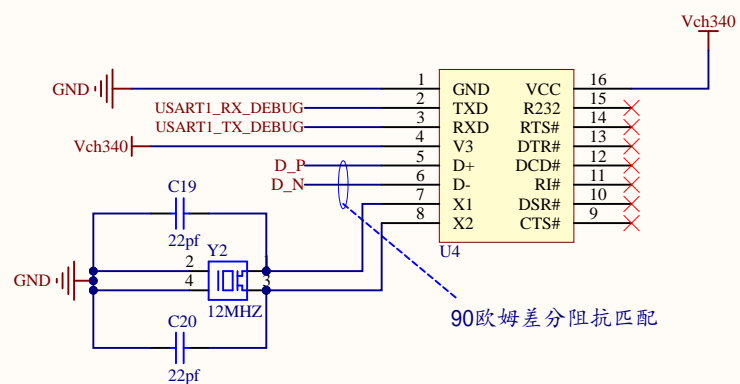 Vch340
GND 1 GND VCC 16
USART1_RX_DEBUG 2 TXD R232 15
USART1_TX_DEBUG 3 RXD RTS# 14
Vch340 4 V3 DTR# 13
D_P 5 D+ DCD# 12
D_N 6 D- RI# 11
7 X1 DSR# 10
8 X2 CTS# 9
U4
C19
22pf
Y2
2
GND 4 3
12MHZ
C20
22pf
90欧姆差分阻抗匹配